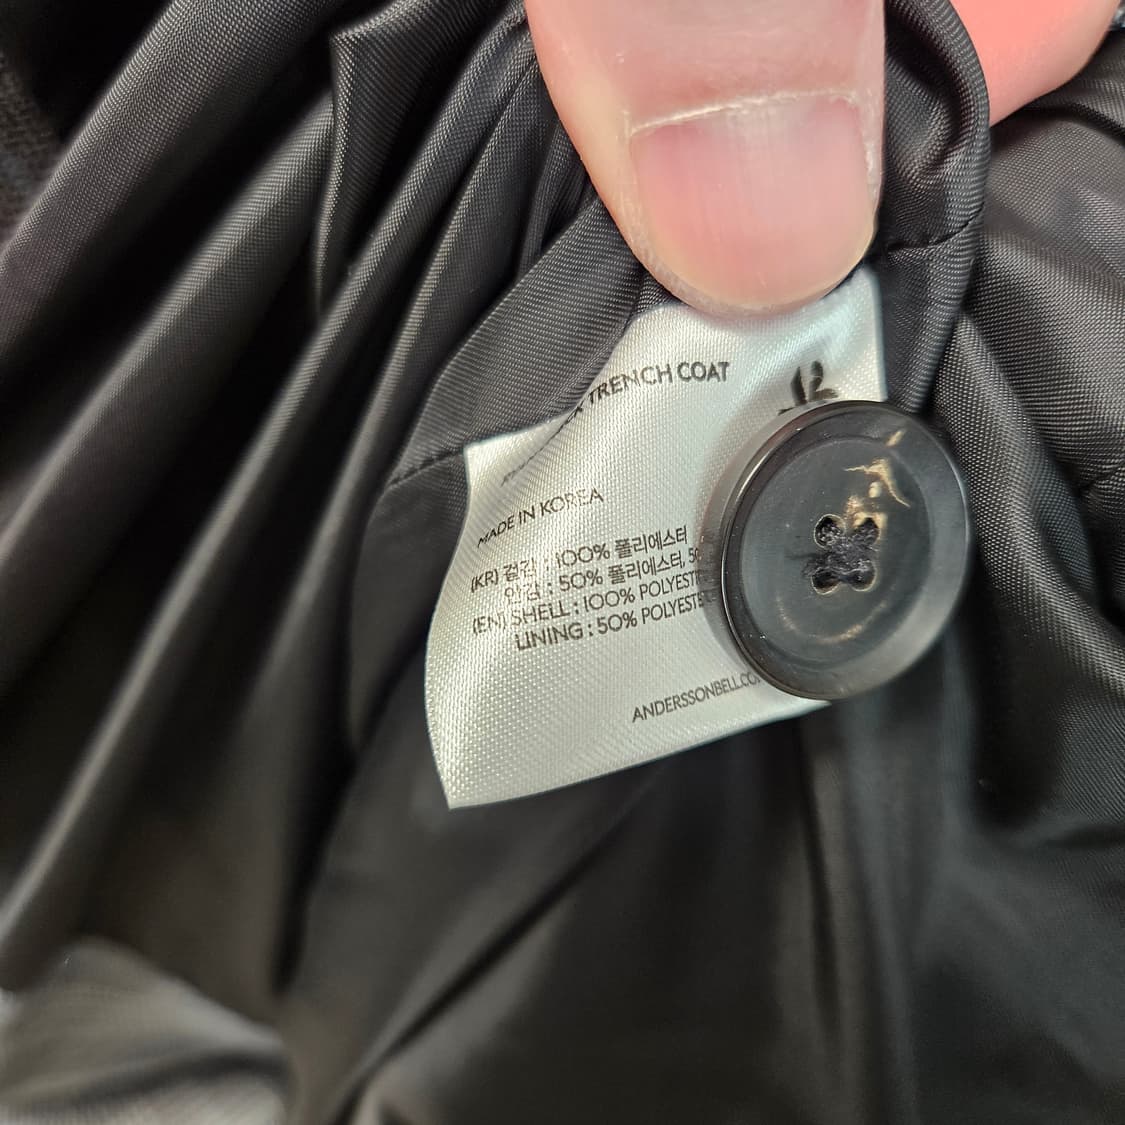 TRENCH COAT
MADE IN KOREA
(KR) 겉감 : 100% 폴리에스터
안감 : 50% 폴리에스터, 50
(EN) SHELL : 100% POLYESTE
LINING : 50% POLYESTE
ANDERSSONBELL.CO